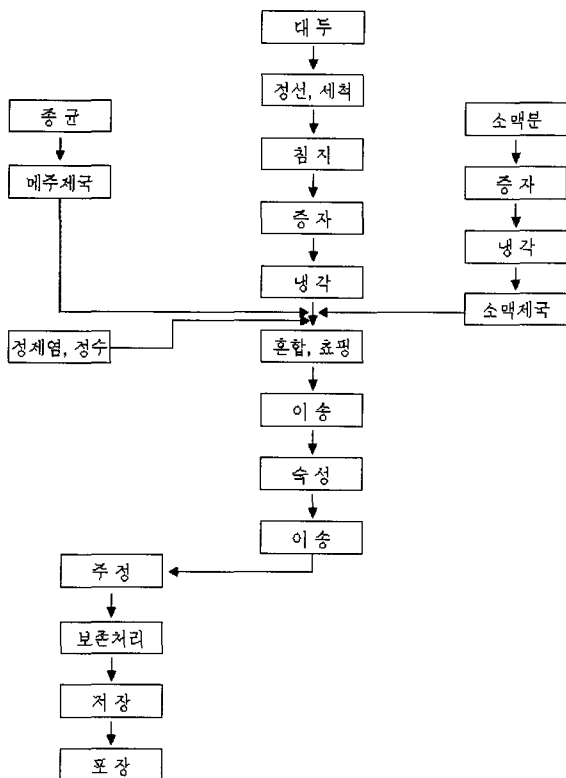 대 두
정선, 세척
종 균
소맥분
침 지
메주제국
증 자
증 자
냉 각
냉 각
소맥제국
정제염, 정수
혼합, 쵸핑
이 송
숙 성
이 송
주 정
보존처리
저 장
포 장